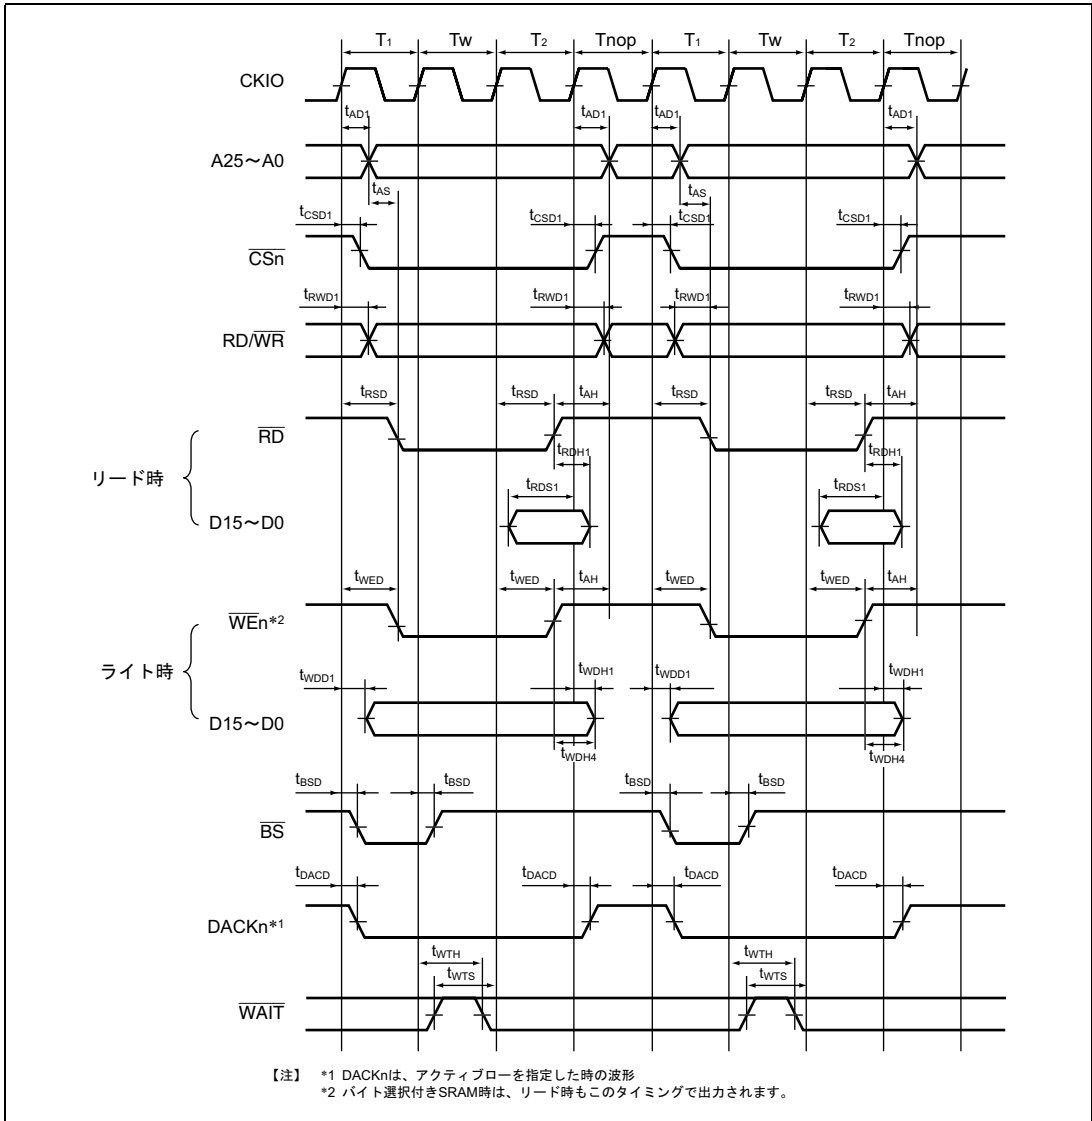 T1 Tw T2 Tnop T1 Tw T2 Tnop
CKIO
tAD1 tAD1 tAD1 tAD1
A25～A0
tAS tAS
tCSD1 tCSD1 tCSD1 tCSD1
CSn
tRWD1 tRWD1 tRWD1 tRWD1
RD/WR
tRSD tRSD tAH tRSD tRSD tAH
RD
tRDH1 tRDH1
リード時
tRDS1 tRDS1
D15～D0
tWED tWED tAH tWED tWED tAH
WEn*2
ライト時
tWDD1 tWDH1 tWDD1 tWDH1
D15～D0
tWDH4 tWDH4
tBSD tBSD tBSD tBSD
BS
tDACD tDACD tDACD tDACD
DACKn*1
tWTH tWTH
tWTS tWTS
WAIT
【注】 *1 DACKnは、アクティブローを指定した時の波形
*2 バイト選択付きSRAM時は、リード時もこのタイミングで出力されます。